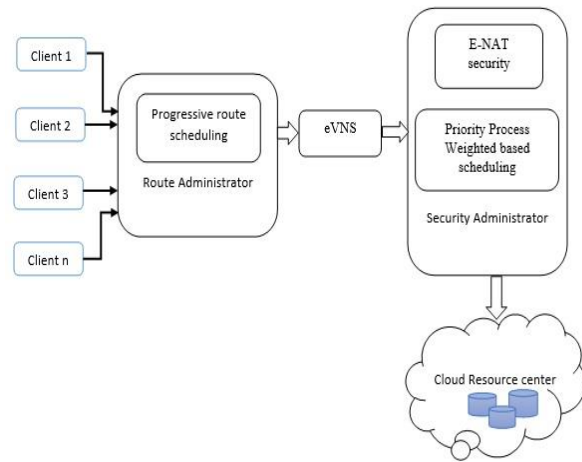 Client 1
Client 2
Client 3
Client n
Progressive route
scheduling
Route Administrator
eVNS
E-NAT
security
Priority Process
Weighted based
scheduling
Security Administrator
Cloud Resource center